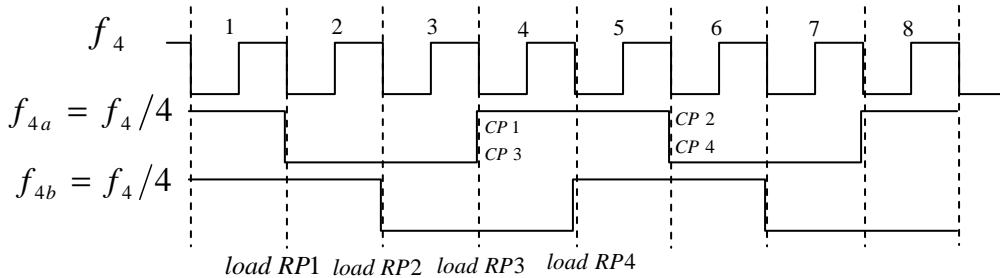 1 2 3 4 5 6 7 8
f₄
f₄ₐ = f₄/4
CP 1 CP 2
CP 3 CP 4
f₄b = f₄/4
load RP1 load RP2 load RP3 load RP4